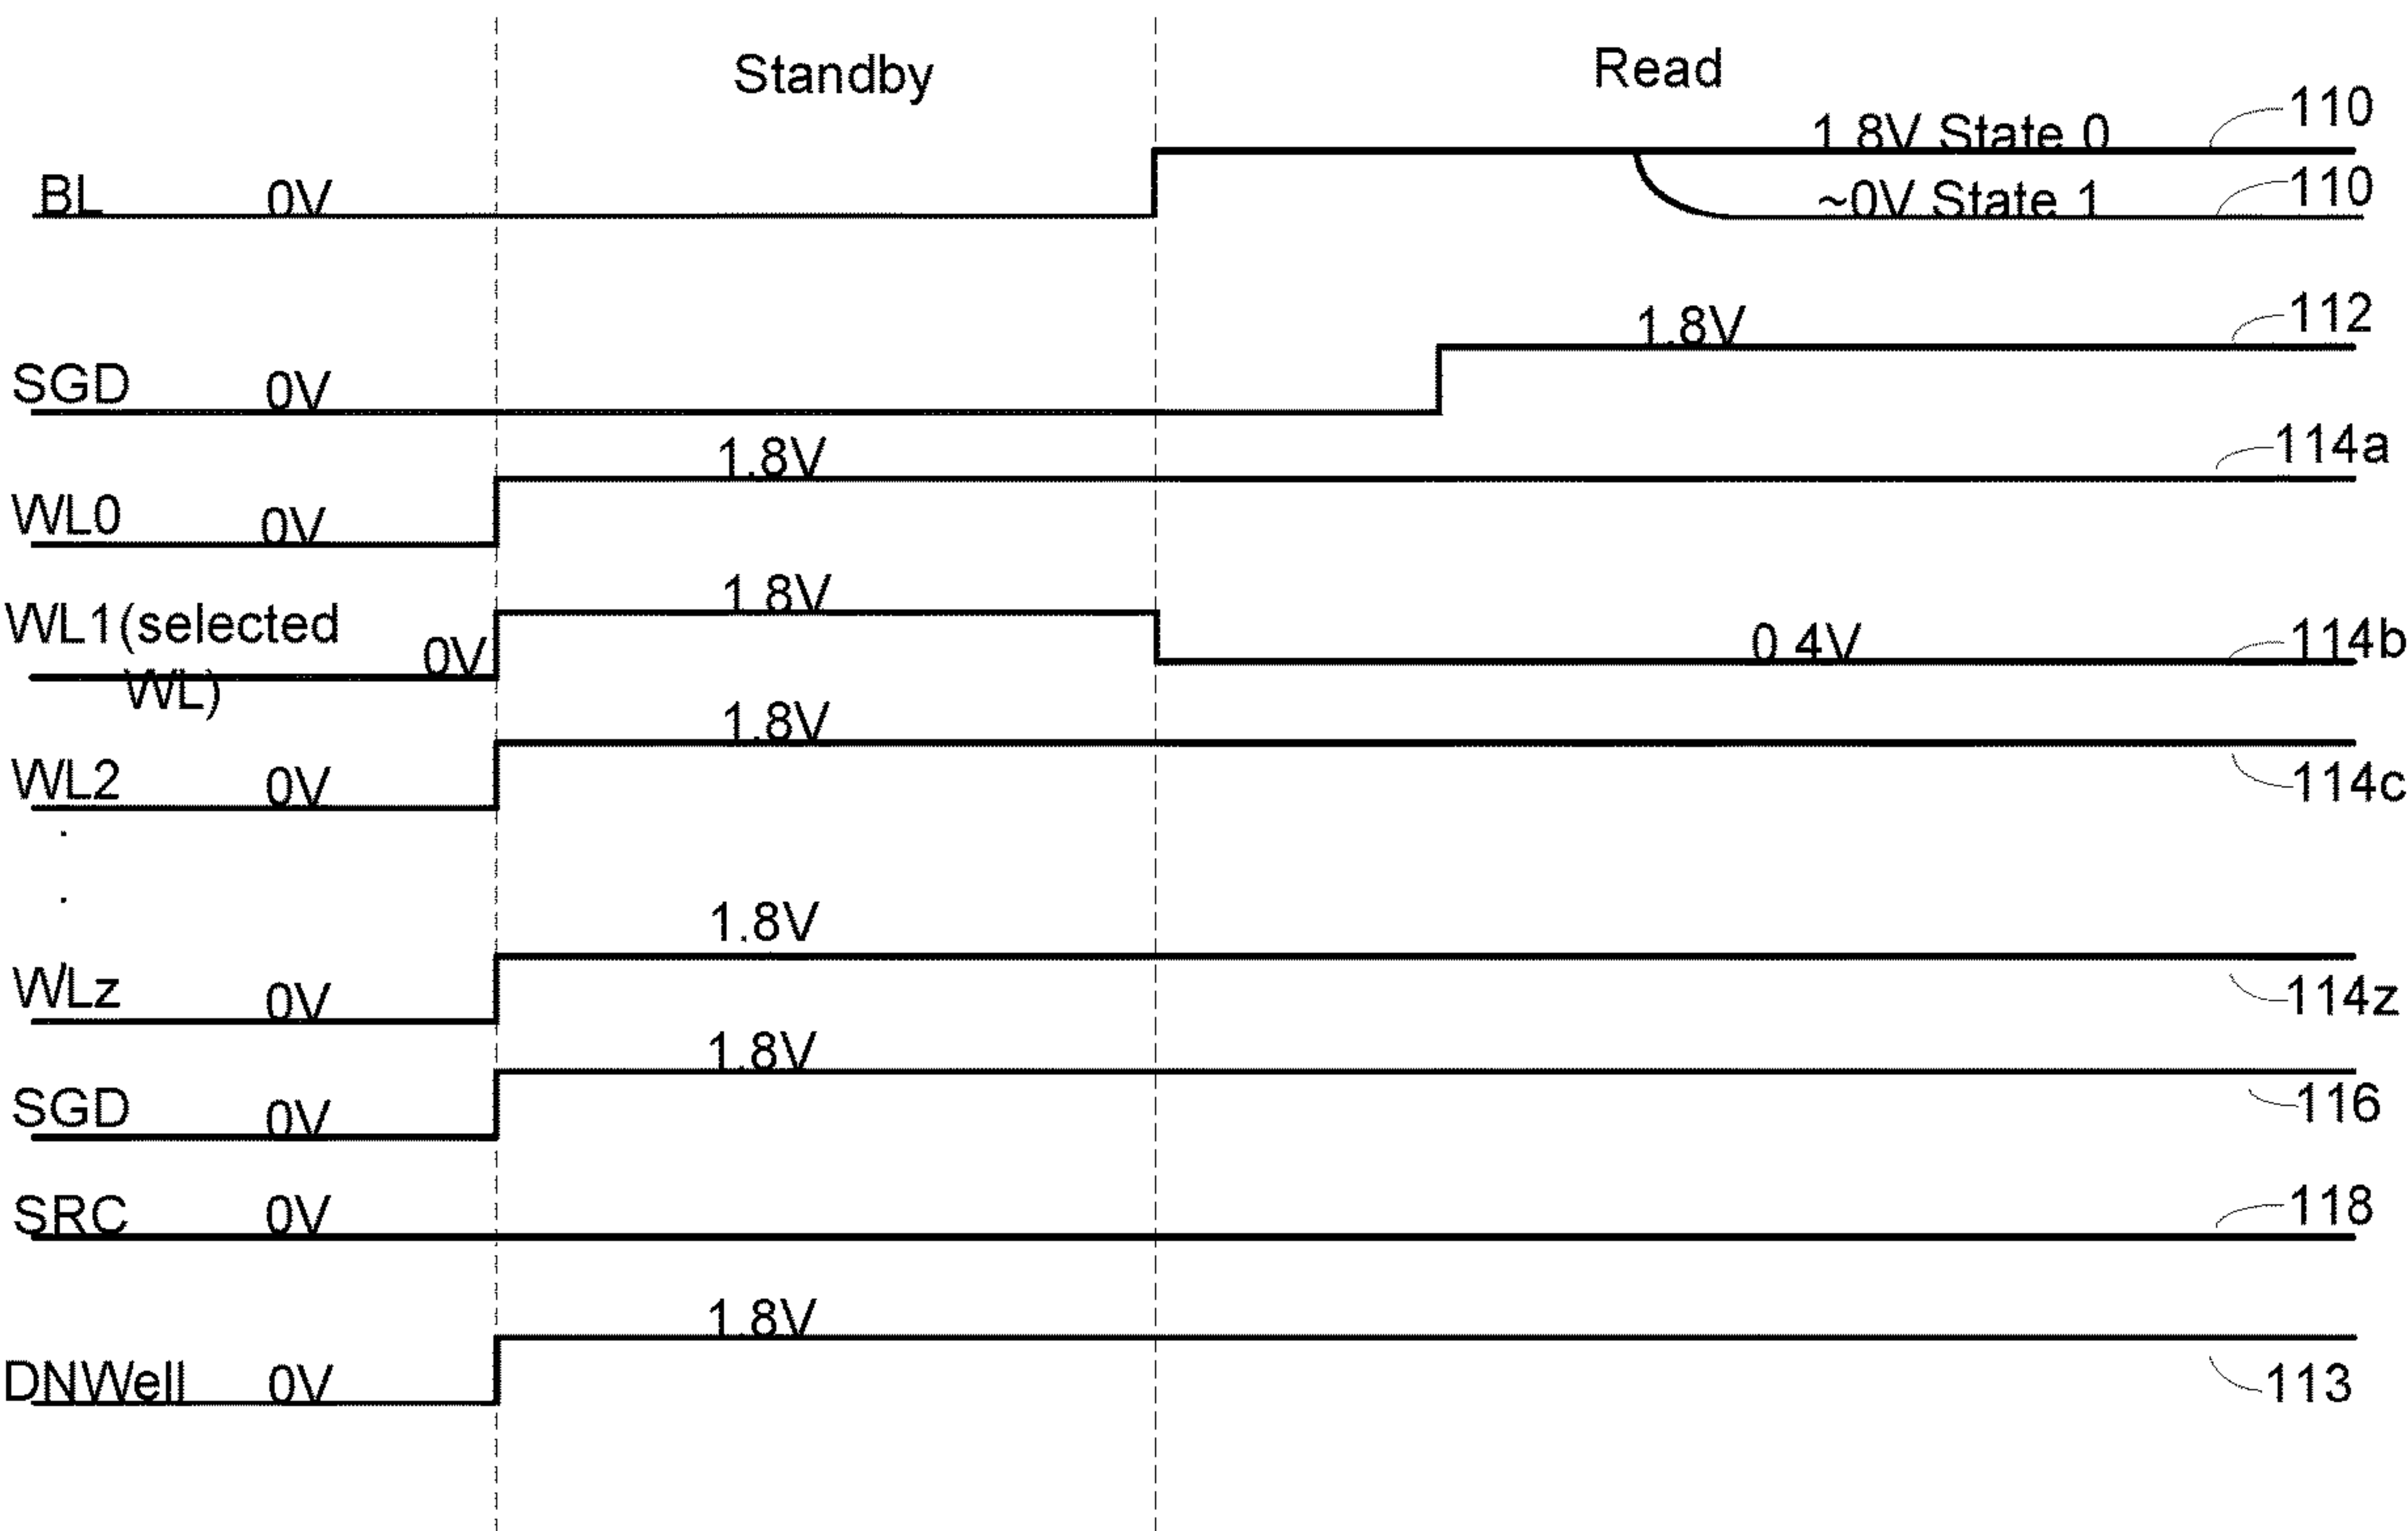 Standby
Read
1.8V State 0
110
BL
0V
~0V State 1
110
1.8V
112
SGD
0V
1.8V
114a
WL0
0V
1.8V
WL1(selected
WL)
0V
0.4V
114b
1.8V
WL2
0V
114c
.
.
.
1.8V
WLz
0V
114z
1.8V
SGD
0V
116
SRC
0V
118
1.8V
DNWell
0V
113